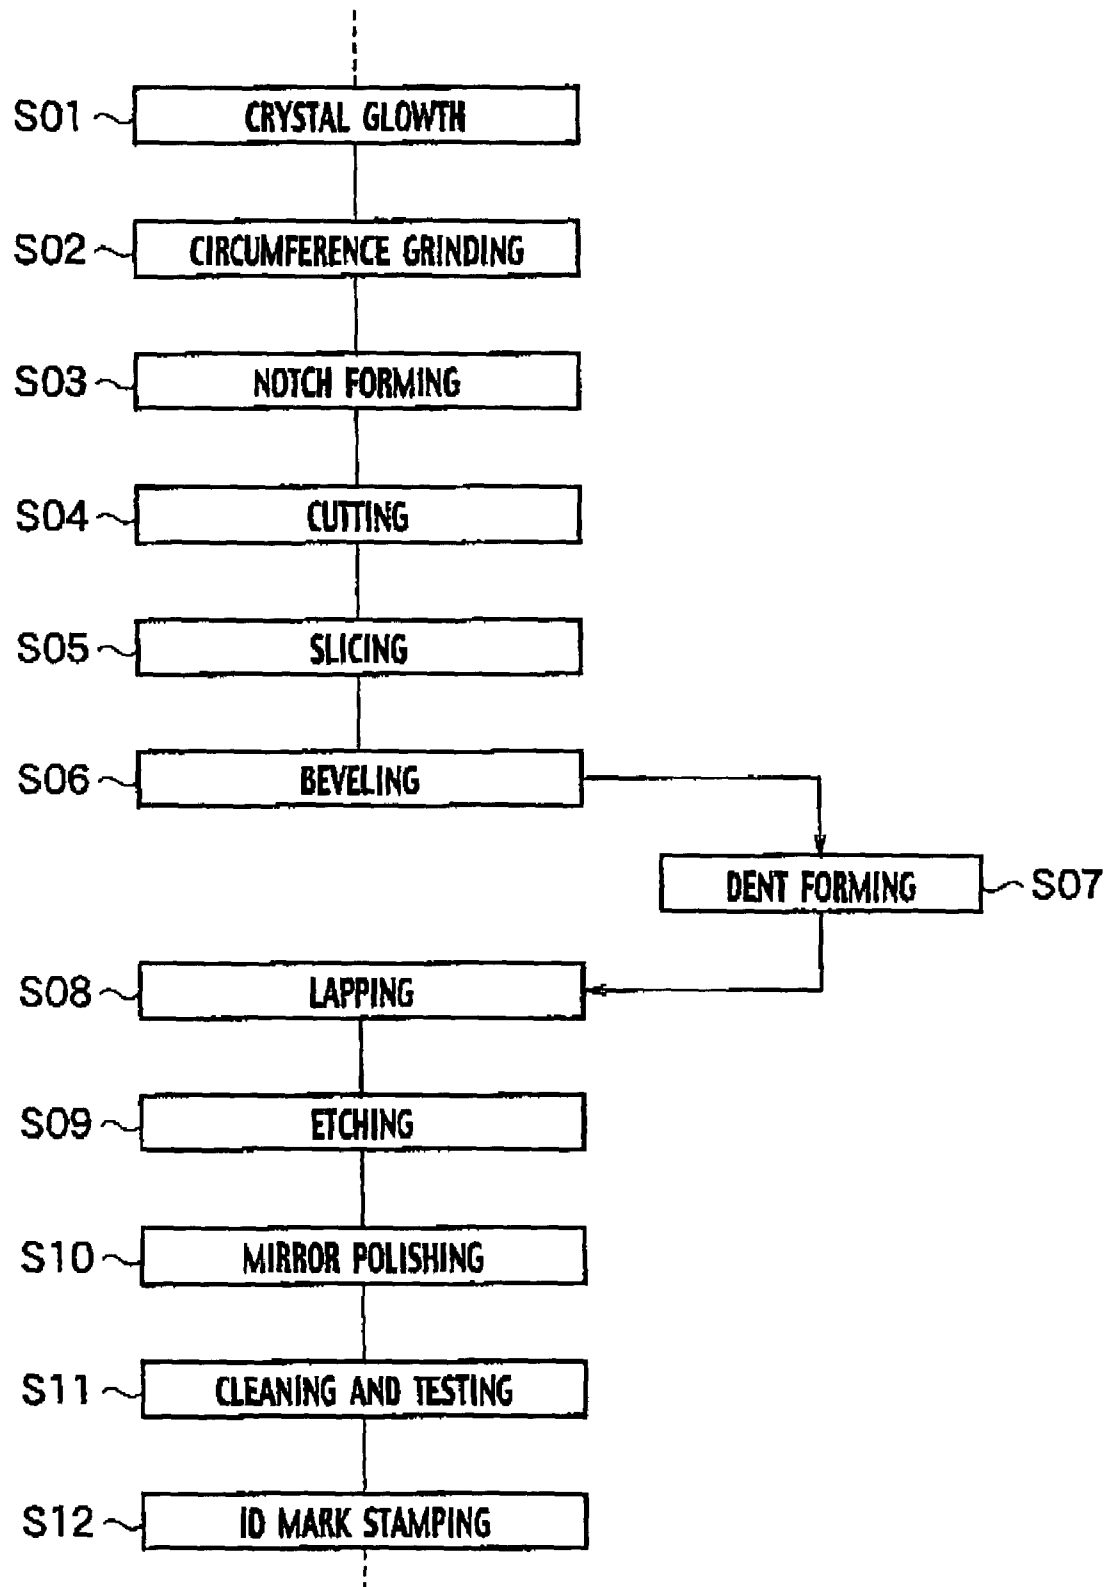 S01 CRYSTAL GLOWTH
S02 CIRCUMFERENCE GRINDING
S03 NOTCH FORMING
S04 CUTTING
S05 SLICING
S06 BEVELING
DENT FORMING S07
S08 LAPPING
S09 ETCHING
S10 MIRROR POLISHING
S11 CLEANING AND TESTING
S12 ID MARK STAMPING